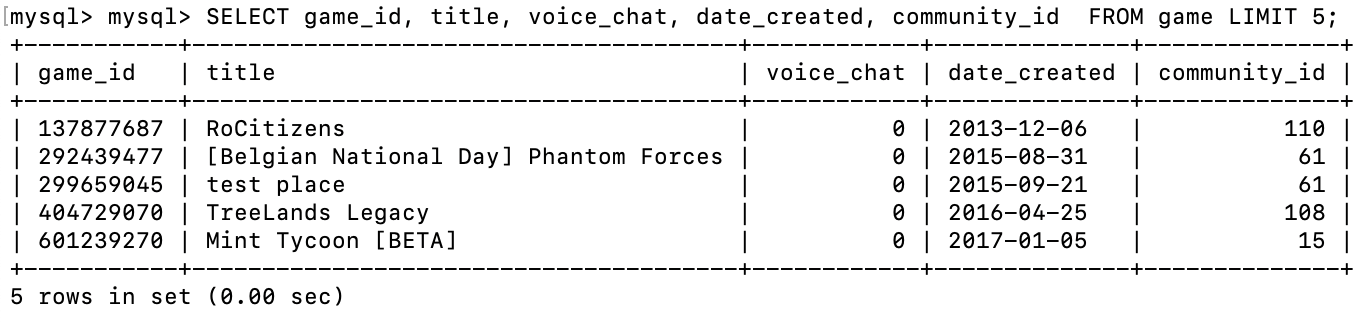 [mysql> mysql> SELECT game_id, title, voice_chat, date_created, community_id  FROM game LIMIT 5;
+-----------+---------------------------------------+------------+--------------+--------------+
| game_id   | title                                 | voice_chat | date_created | community_id |
+-----------+---------------------------------------+------------+--------------+--------------+
| 137877687 | RoCitizens                            |          0 | 2013-12-06   |          110 |
| 292439477 | [Belgian National Day] Phantom Forces |          0 | 2015-08-31   |           61 |
| 299659045 | test place                            |          0 | 2015-09-21   |           61 |
| 404729070 | TreeLands Legacy                      |          0 | 2016-04-25   |          108 |
| 601239270 | Mint Tycoon [BETA]                    |          0 | 2017-01-05   |           15 |
+-----------+---------------------------------------+------------+--------------+--------------+
5 rows in set (0.00 sec)